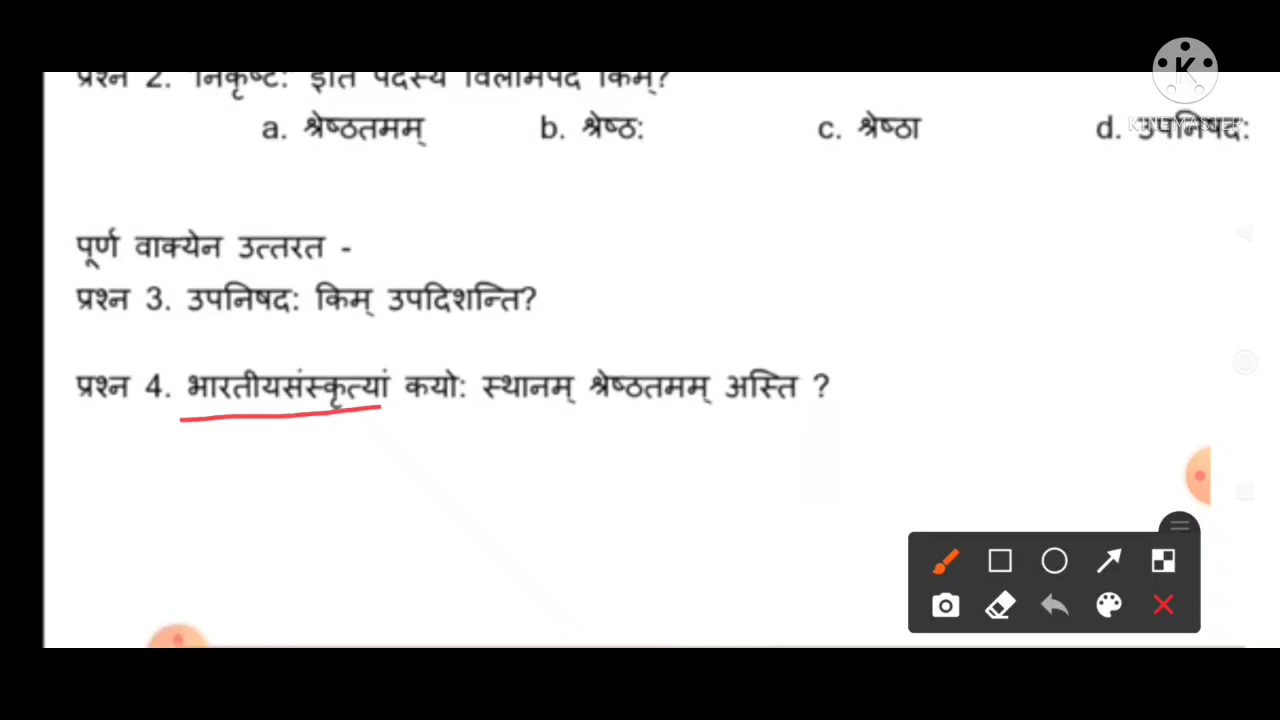 प्रश्न 2. निकृष्ट: इति पदस्य विलोमपदं किम्?
a. श्रेष्ठतमम् b. श्रेष्ठ: c. श्रेष्ठा d. उपनिषद:
KINEMASTER
पूर्ण वाक्येन उत्तरत -
प्रश्न 3. उपनिषद: किम् उपदिशन्ति?
प्रश्न 4. भारतीयसंस्कृत्यां कयो: स्थानम् श्रेष्ठतमम् अस्ति ?